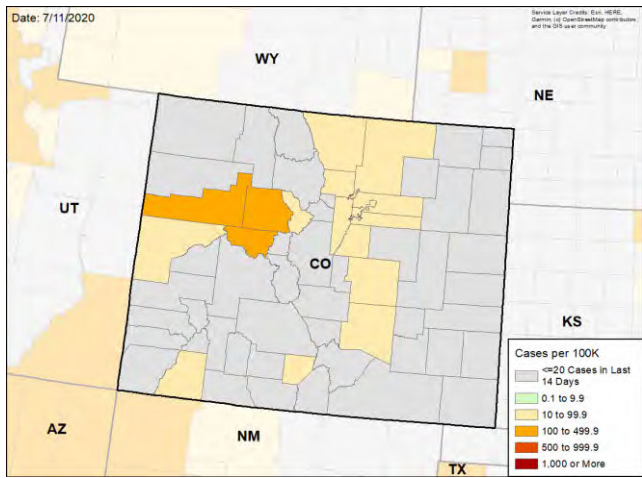 Date: 7/11/2020
Service Layer Credits: Esri, HERE,
Garmin, (c) OpenStreetMap contributors,
and the GIS user community
WY
NE
UT
CO
KS
AZ
NM
TX
Cases per 100K
<=20 Cases in Last
14 Days
0.1 to 9.9
10 to 99.9
100 to 499.9
500 to 999.9
1,000 or More